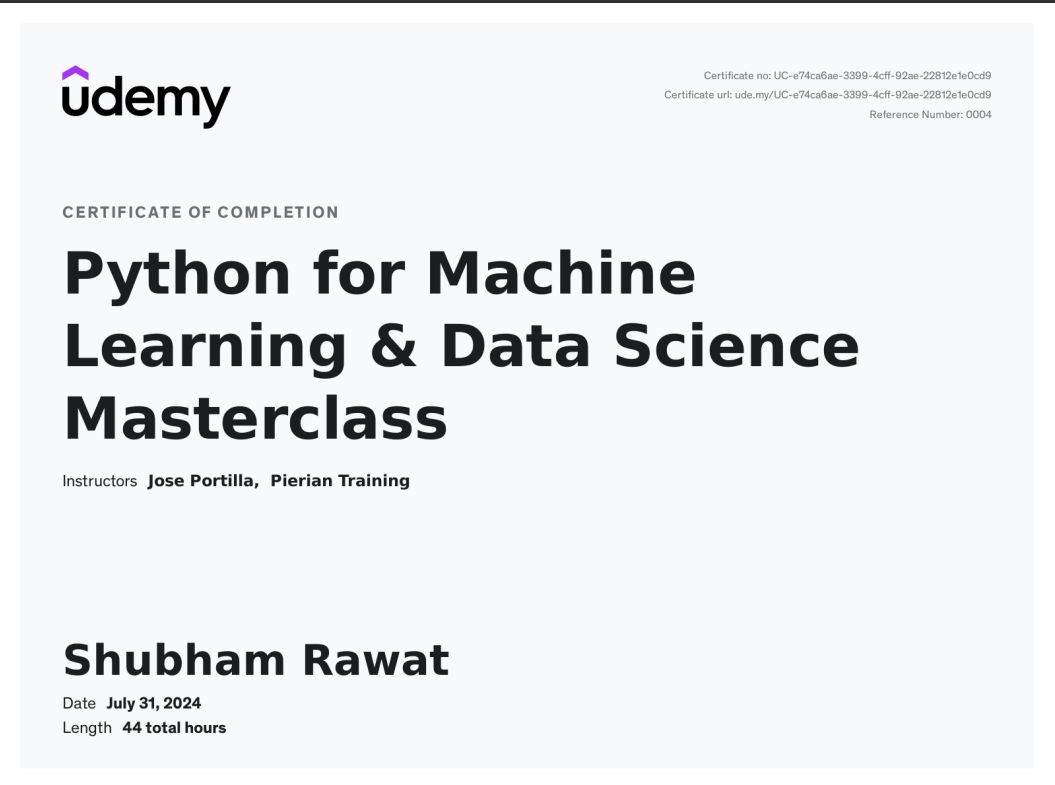 udemy
Certificate no: UC-e74ca6ae-3399-4cff-92ae-22812e1e0cd9
Certificate url: ude.my/UC-e74ca6ae-3399-4cff-92ae-22812e1e0cd9
Reference Number: 0004
CERTIFICATE OF COMPLETION
Python for Machine
Learning & Data Science
Masterclass
Instructors Jose Portilla, Pierian Training
Shubham Rawat
Date July 31, 2024
Length 44 total hours